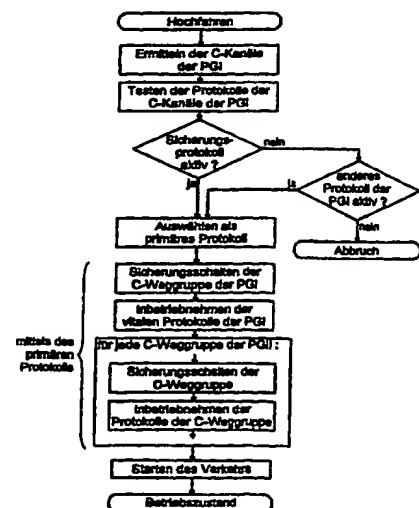 Hochfahren
Ermitteln der C-Kanäle
der PGI
Testen der Protokolle der
C-Kanäle der PGI
Sicherungs-
protokoll
aktiv ?
nein
ja
anderes
Protokoll der
PGI aktiv ?
ja
nein
Abbruch
Auswählen als
primäres Protokoll
mittels des
primären
Protokolls
Sicherungsschalten der
C-Weggruppe der PGI
Inbetriebnehmen der
vitalen Protokolle der PGI
für jede C-Weggruppe der PGII :
Sicherungsschalten der
C-Weggruppe
Inbetriebnehmen der
Protokolle der C-Weggruppe
Starten des Verkehrs
Betriebszustand